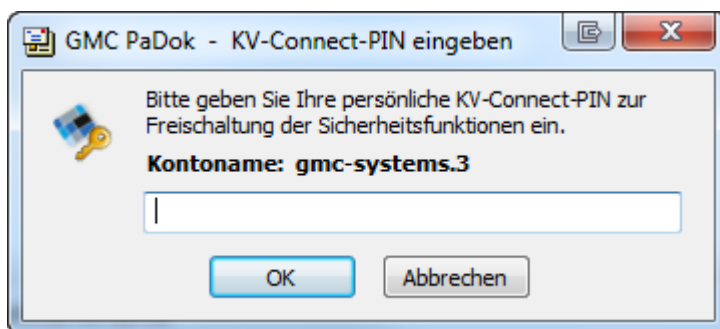 GMC PaDok - KV-Connect-PIN eingeben
Bitte geben Sie Ihre persönliche KV-Connect-PIN zur
Freischaltung der Sicherheitsfunktionen ein.
Kontoname: gmc-systems.3
OK Abbrechen